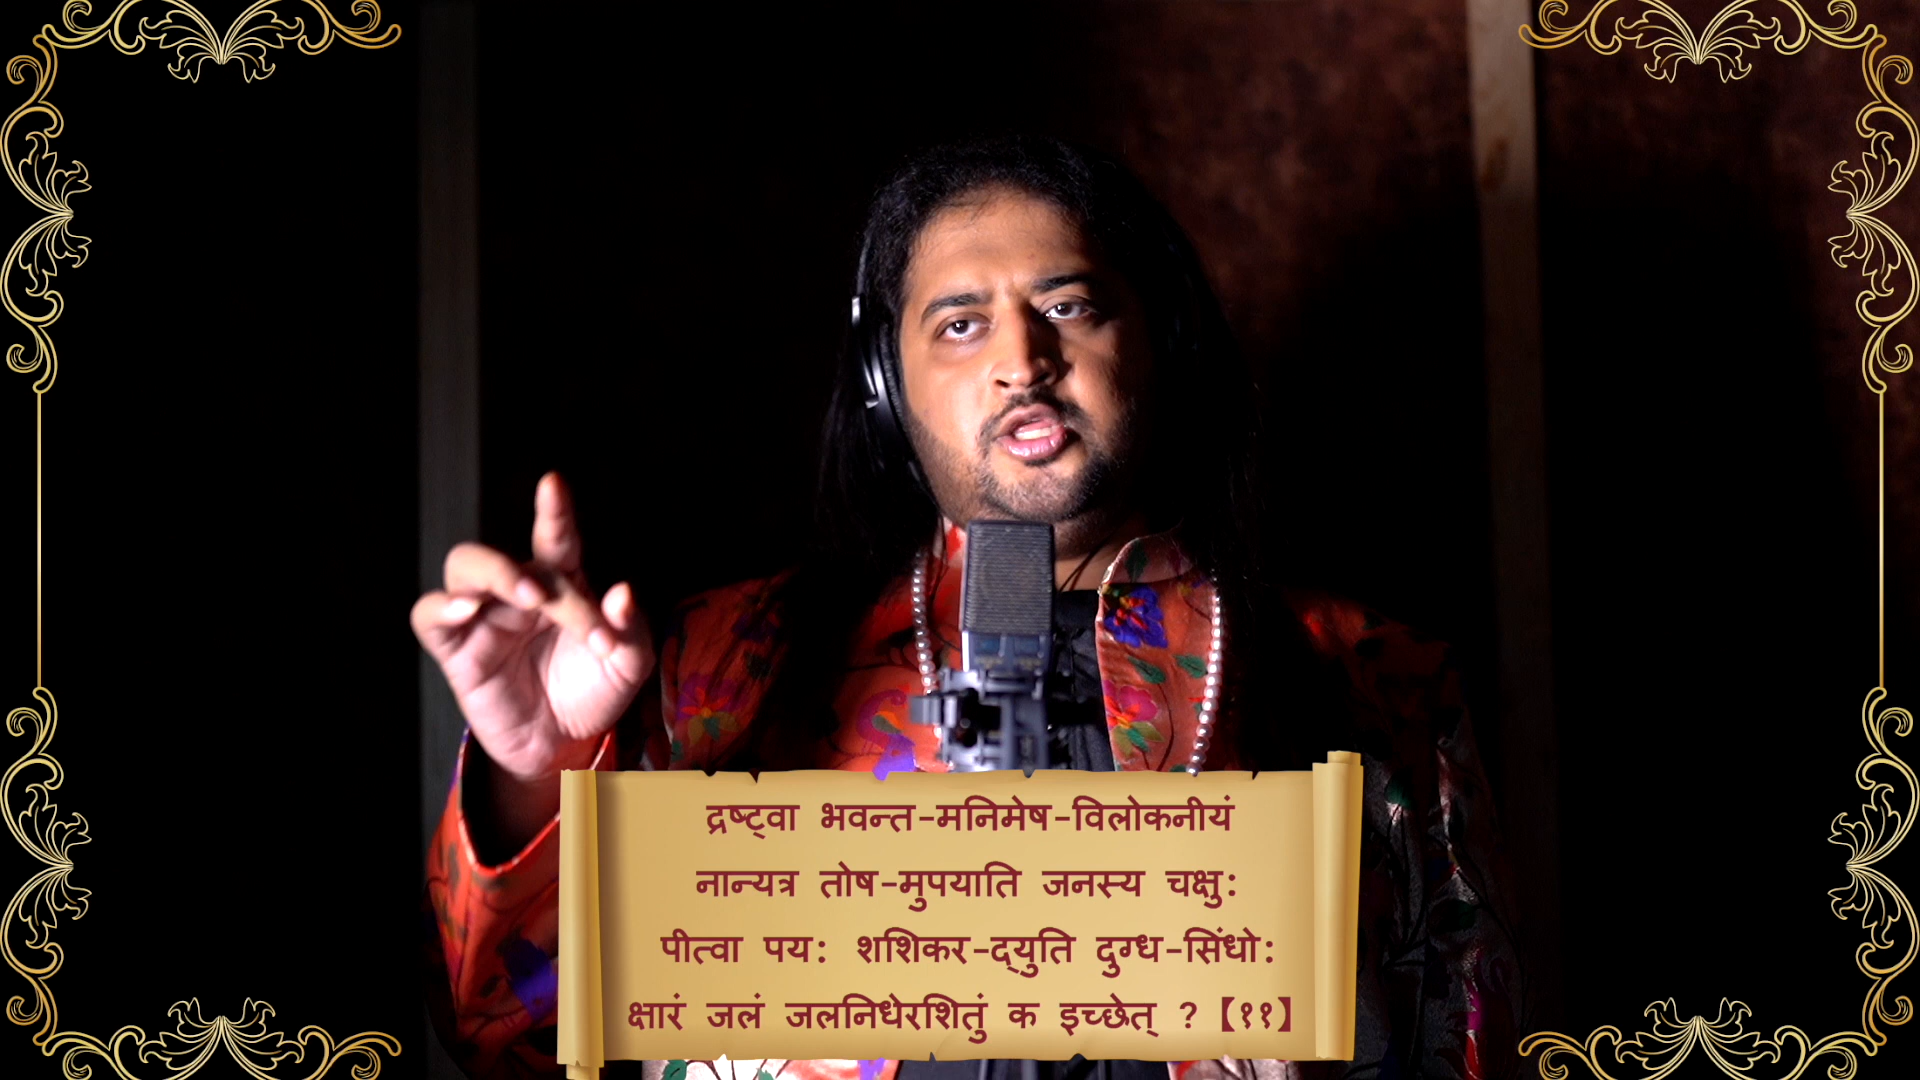 द्रष्ट्वा भवन्त-मनिमेष-विलोकनीयं
नान्यत्र तोष-मुपयाति जनस्य चक्षु:
पीत्वा पय: शशिकर-द्युति दुग्ध-सिंधो:
क्षारं जलं जलनिधेरशितुं क इच्छेत् ? 【११】